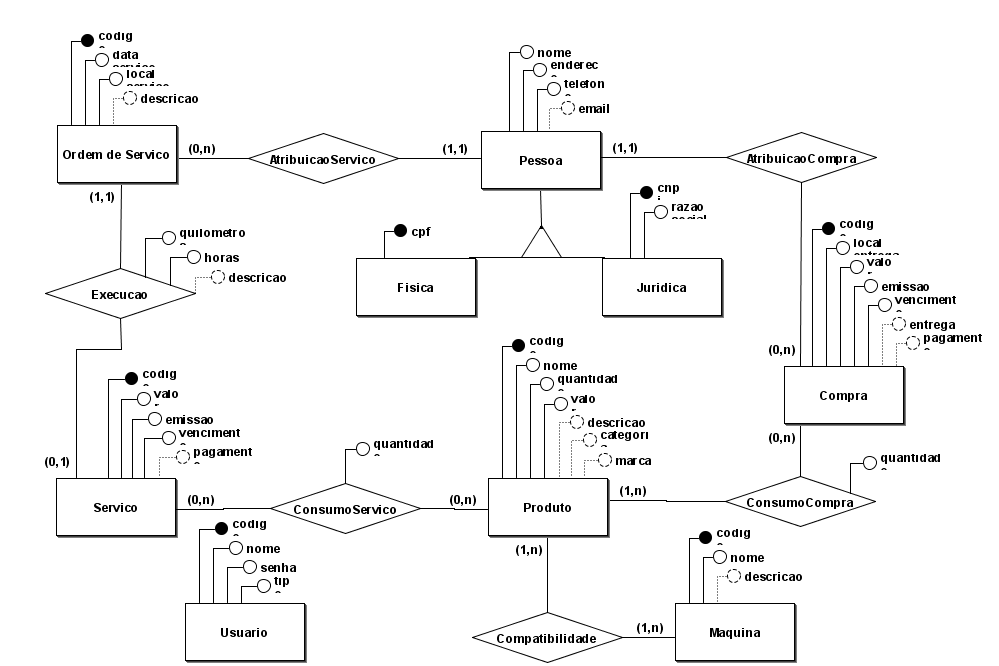 codig
data
local
descricao
Ordem de Servico
(0,n)
AtribuicaoServico
(1,1)
nome
enderec
telefon
email
Pessoa
(1,1)
AtribuicaoCompra
(1,1)
quilometro
horas
descricao
Execucao
cpf
Fisica
cnp
razao
Juridica
codig
local
valo
emissao
vencimen​t
entrega
pagament
(0,n)
Compra
(0,n)
codig
valo
emissao
venciment
pagament
(0,1)
Servico
(0,n)
quantidad
ConsumoServico
(0,n)
codig
nome
quantidad
valo
descricao
categori
marca
Produto
(1,n)
quantidad
ConsumoCompra
(1,n)
codig
nome
senha
tip
Usuario
Compatibilidade
(1,n)
codig
nome
descricao
Maquina